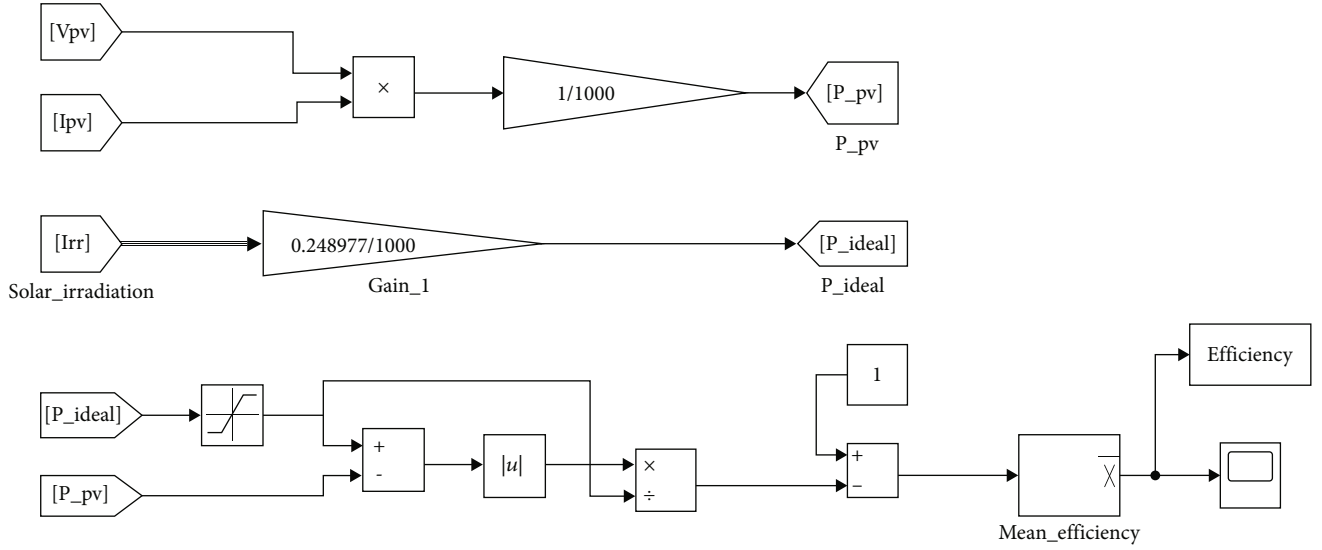 [Vpv]
[Ipv]
×
1/1000
[P_pv]
P_pv
[Irr]
Solar_irradiation
0.248977/1000
Gain_1
[P_ideal]
P_ideal
[P_ideal]
[P_pv]
+
-
|u|
×
÷
1
+
−
X
Mean_efficiency
Efficiency